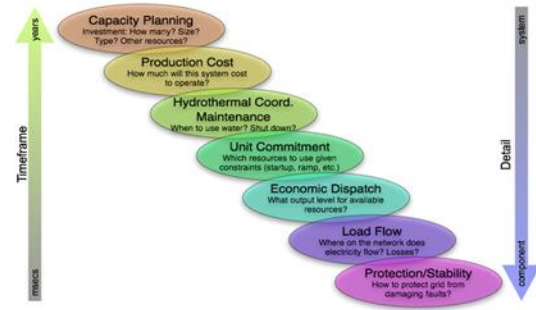 years
Timeframe
msecs
Capacity Planning
Investment: How many? Size?
Type? Other resources?
Production Cost
How much will this system cost
to operate?
Hydrothermal Coord.
Maintenance
When to use water? Shut down?
Unit Commitment
Which resources to use given
constraints (startup, ramp, etc.)
Economic Dispatch
What output level for available
resources?
Load Flow
Where on the network does
electricity flow? Losses?
Protection/Stability
How to protect grid from
damaging faults?
system
Detail
component